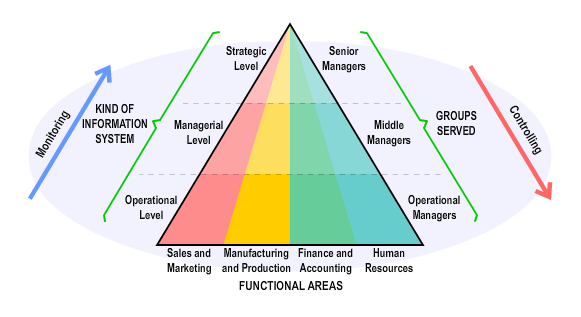 Strategic
Level
Senior
Managers
Monitoring
KIND OF
INFORMATION
SYSTEM
Managerial
Level
Middle
Managers
GROUPS
SERVED
Controlling
Operational
Level
Operational
Managers
Sales and
Marketing
Manufacturing
and Production
Finance and
Accounting
Human
Resources
FUNCTIONAL AREAS